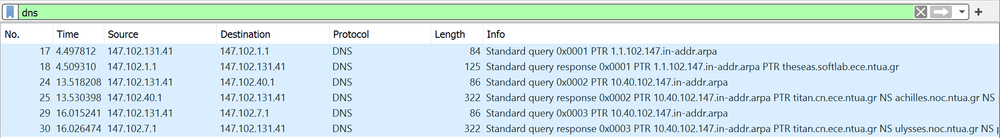 dns
No. Time Source Destination Protocol Length Info
17 4.497812 147.102.131.41 147.102.1.1 DNS 84 Standard query 0x0001 PTR 1.1.102.147.in-addr.arpa
18 4.509310 147.102.1.1 147.102.131.41 DNS 125 Standard query response 0x0001 PTR 1.1.102.147.in-addr.arpa PTR theseas.softlab.ece.ntua.gr
24 13.518208 147.102.131.41 147.102.40.1 DNS 86 Standard query 0x0002 PTR 10.40.102.147.in-addr.arpa
25 13.530398 147.102.40.1 147.102.131.41 DNS 322 Standard query response 0x0002 PTR 10.40.102.147.in-addr.arpa PTR titan.cn.ece.ntua.gr NS achilles.noc.ntua.gr NS
29 16.015241 147.102.131.41 147.102.7.1 DNS 86 Standard query 0x0003 PTR 10.40.102.147.in-addr.arpa
30 16.026474 147.102.7.1 147.102.131.41 DNS 322 Standard query response 0x0003 PTR 10.40.102.147.in-addr.arpa PTR titan.cn.ece.ntua.gr NS ulysses.noc.ntua.gr NS